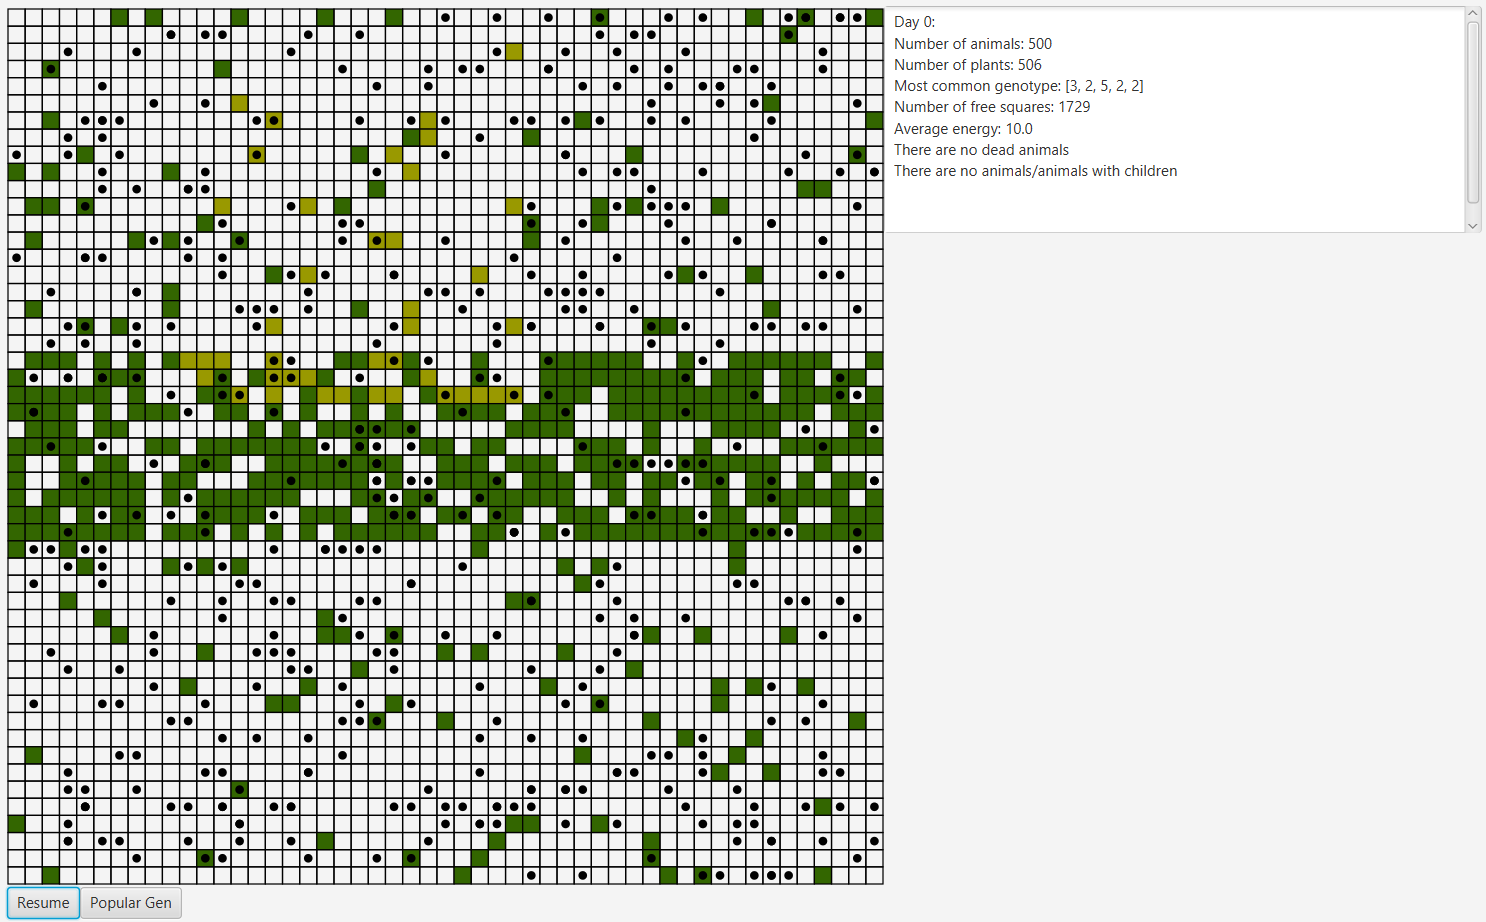 Day 0:
Number of animals: 500
Number of plants: 506
Most common genotype: [3, 2, 5, 2, 2]
Number of free squares: 1729
Average energy: 10.0
There are no dead animals
There are no animals/animals with children
Resume
Popular Gen